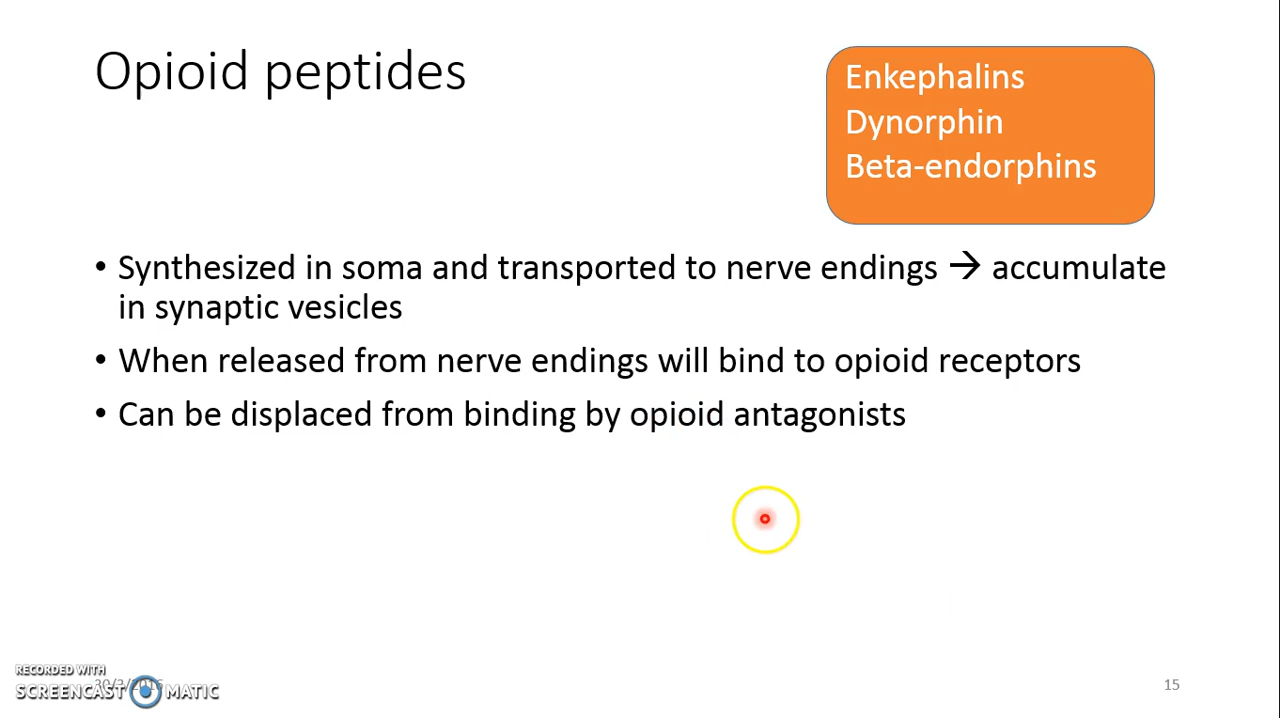 Opioid peptides
Enkephalins
Dynorphin
Beta-endorphins
• Synthesized in soma and transported to nerve endings → accumulate
in synaptic vesicles
• When released from nerve endings will bind to opioid receptors
• Can be displaced from binding by opioid antagonists
RECORDED WITH
SCREENCAST MATIC
15